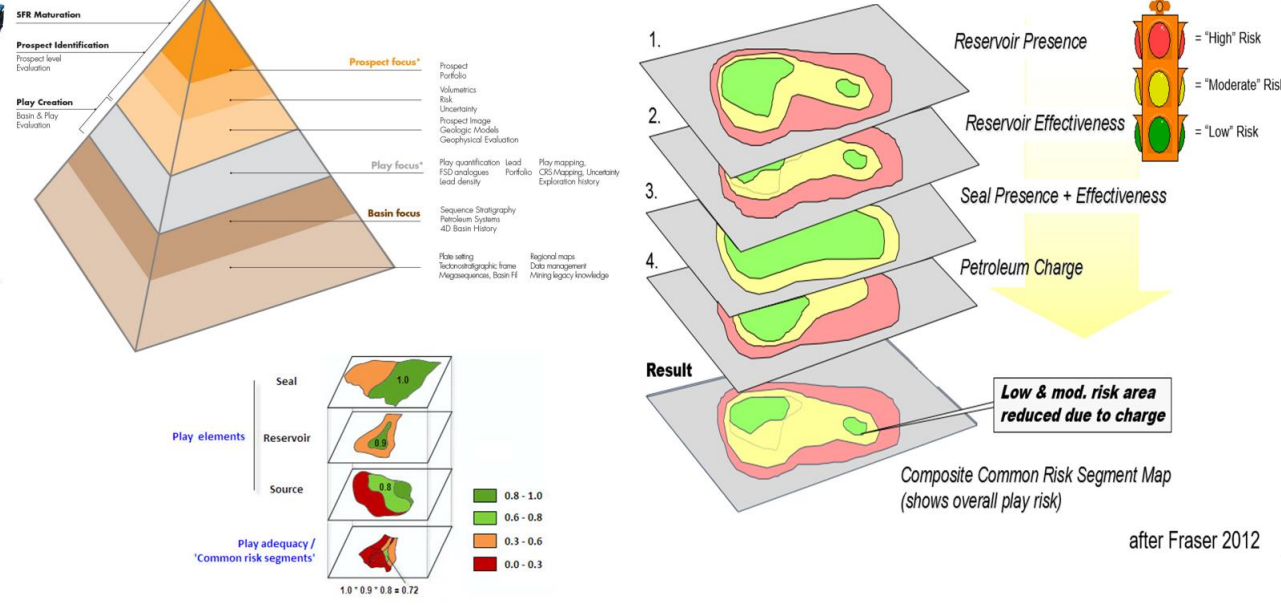 SFR Maturation
Prospect Identification
Prospect level
Evaluation
Play Creation
Basin & Play
Evaluation
Prospect focus*
Prospect
Portfolio
Volumetrics
Risk
Uncertainty
Prospect Image
Geologic Models
Geophysical Evaluation
Play focus*
Play quantification Lead Play mapping,
FSD analogues Portfolio CRS Mapping, Uncertainty
Lead density Exploration history
Basin focus
Sequence Stratigraphy
Petroleum Systems
4D Basin History
Plate setting Regional maps
Tectonostratigraphic frame Data management
Megasequences, Basin Fil Mining legacy knowledge
Play elements
Seal
1.0
Reservoir
0.9
Source
0.8
Play adequacy /
'Common risk segments'
1.0 * 0.9 * 0.8 = 0.72
0.8 - 1.0
0.6 - 0.8
0.3 - 0.6
0.0 - 0.3
1.
Reservoir Presence
2.
Reservoir Effectiveness
3.
Seal Presence + Effectiveness
4.
Petroleum Charge
= "High" Risk
= "Moderate" Risk
= "Low" Risk
Result
Low & mod. risk area
reduced due to charge
Composite Common Risk Segment Map
(shows overall play risk)
after Fraser 2012